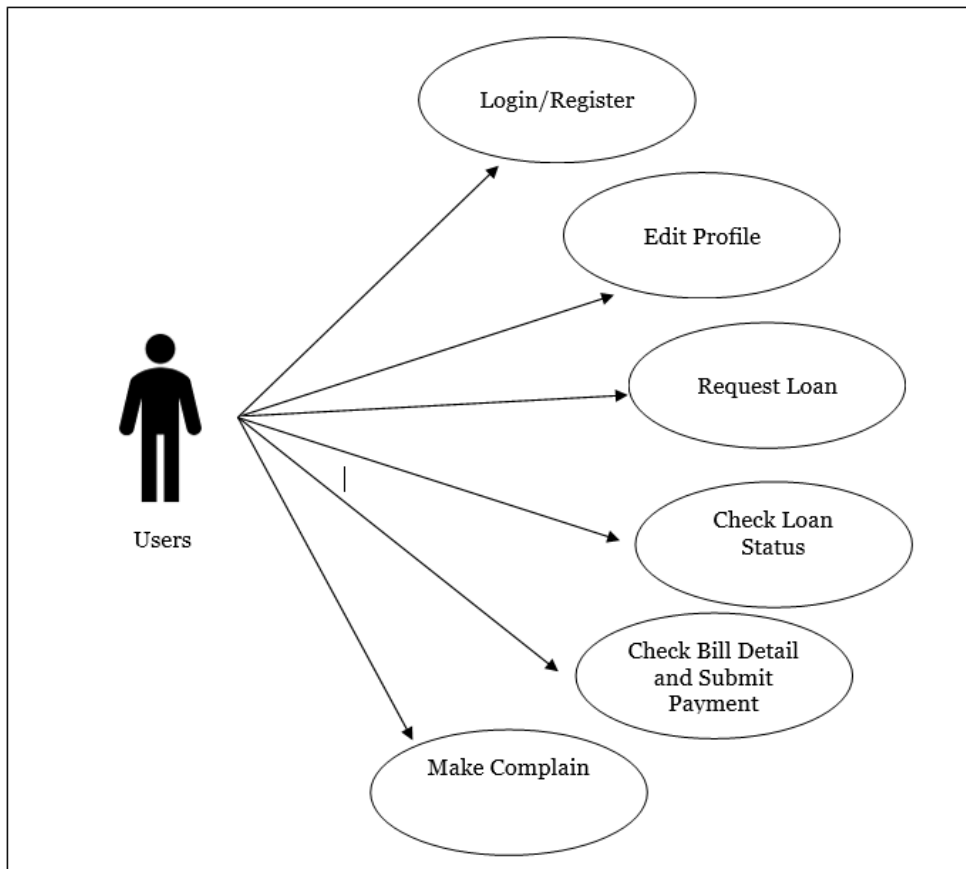 Login/Register
Edit Profile
Request Loan
Check Loan
Status
Users
Check Bill Detail
and Submit
Payment
Make Complain